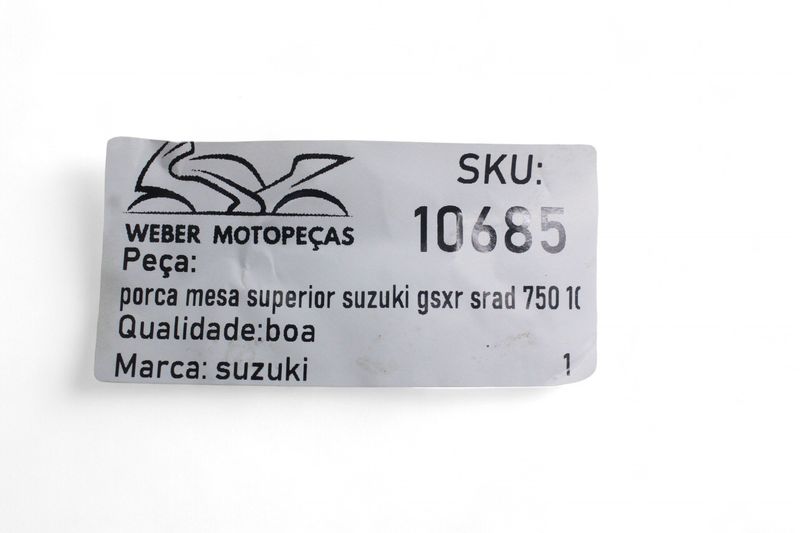 SKU:
10685
WEBER MOTOPEÇAS
Peça:
porca mesa superior suzuki gsxr srad 750
Qualidade:boa
Marca: suzuki
1